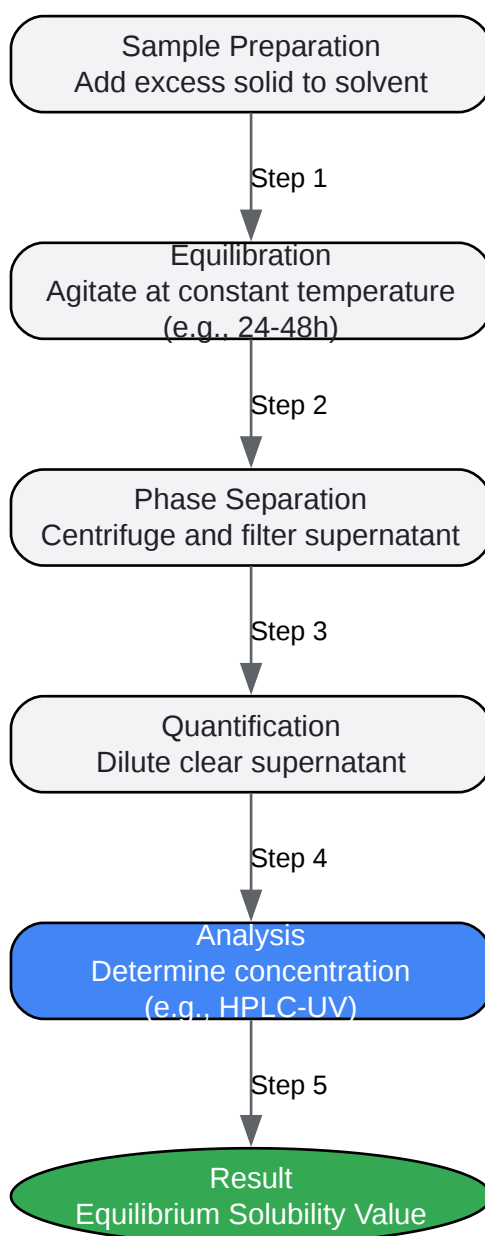 Sample Preparation
Add excess solid to solvent
Step 1
Equilibration
Agitate at constant temperature
(e.g., 24-48h)
Step 2
Phase Separation
Centrifuge and filter supernatant
Step 3
Quantification
Dilute clear supernatant
Step 4
Analysis
Determine concentration
(e.g., HPLC-UV)
Step 5
Result
Equilibrium Solubility Value